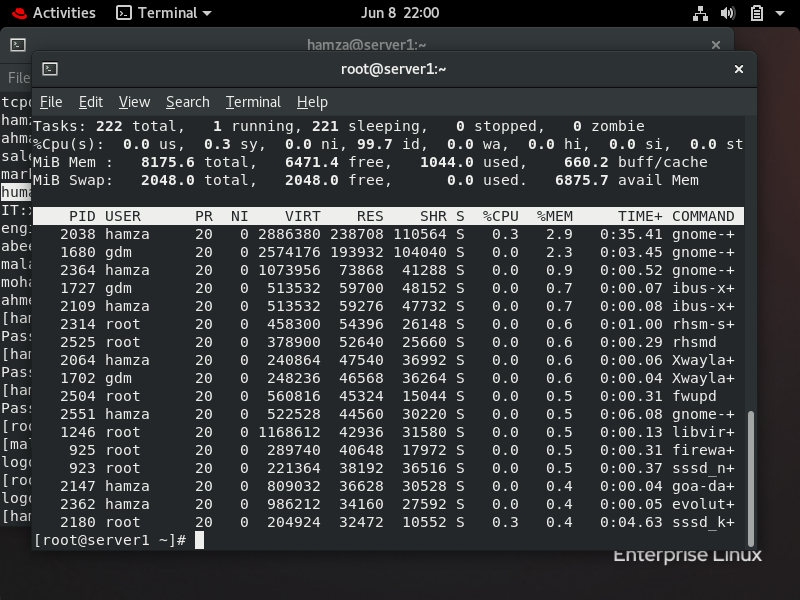 Activities Terminal Jun 8 22:00
hamza@server1:~
File
root@server1:~
File Edit View Search Terminal Help
tcpd
hami
ahma
sale
mark
huma
IT:x
engi
abee
mala
moha
ahme
[ham
Pass
[ham
Pass
[ham
Pass
[roo
[mal
logo
[roo
logo
[ham
Tasks: 222 total, 1 running, 221 sleeping, 0 stopped, 0 zombie
%Cpu(s): 0.0 us, 0.3 sy, 0.0 ni, 99.7 id, 0.0 wa, 0.0 hi, 0.0 si, 0.0 st
MiB Mem : 8175.6 total, 6471.4 free, 1044.0 used, 660.2 buff/cache
MiB Swap: 2048.0 total, 2048.0 free, 0.0 used. 6875.7 avail Mem
PID USER PR NI VIRT RES SHR S %CPU %MEM TIME+ COMMAND
2038 hamza 20 0 2886380 238708 110564 S 0.3 2.9 0:35.41 gnome-+
1680 gdm 20 0 2574176 193932 104040 S 0.0 2.3 0:03.45 gnome-+
2364 hamza 20 0 1073956 73868 41288 S 0.0 0.9 0:00.52 gnome-+
1727 gdm 20 0 513532 59700 48152 S 0.0 0.7 0:00.07 ibus-x+
2109 hamza 20 0 513532 59276 47732 S 0.0 0.7 0:00.08 ibus-x+
2314 root 20 0 458300 54396 26148 S 0.0 0.6 0:01.00 rhsm-s+
2525 root 20 0 378900 52640 25660 S 0.0 0.6 0:00.29 rhsmd
2064 hamza 20 0 240864 47540 36992 S 0.0 0.6 0:00.06 Xwayla+
1702 gdm 20 0 248236 46568 36264 S 0.0 0.6 0:00.04 Xwayla+
2504 root 20 0 560816 45324 15044 S 0.0 0.5 0:00.31 fwupd
2551 hamza 20 0 522528 44560 30220 S 0.0 0.5 0:06.08 gnome-+
1246 root 20 0 1168612 42936 31580 S 0.0 0.5 0:00.13 libvir+
925 root 20 0 289740 40648 17972 S 0.0 0.5 0:00.31 firewa+
923 root 20 0 221364 38192 36516 S 0.0 0.5 0:00.37 sssd_n+
2147 hamza 20 0 809032 36628 30528 S 0.0 0.4 0:00.04 goa-da+
2362 hamza 20 0 986212 34160 27592 S 0.0 0.4 0:00.05 evolut+
2180 root 20 0 204924 32472 10552 S 0.3 0.4 0:04.63 sssd_k+
[root@server1 ~]#
Enterprise Linux